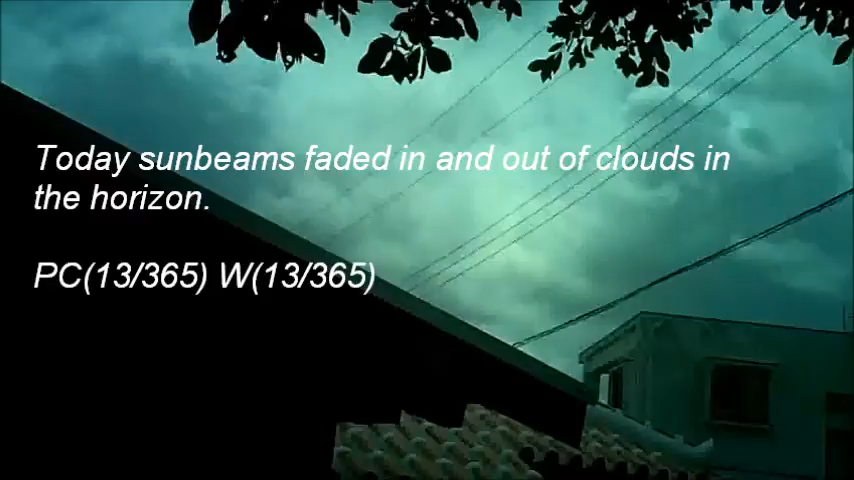 Today sunbeams faded in and out of clouds in
the horizon.
PC(13/365) W(13/365)